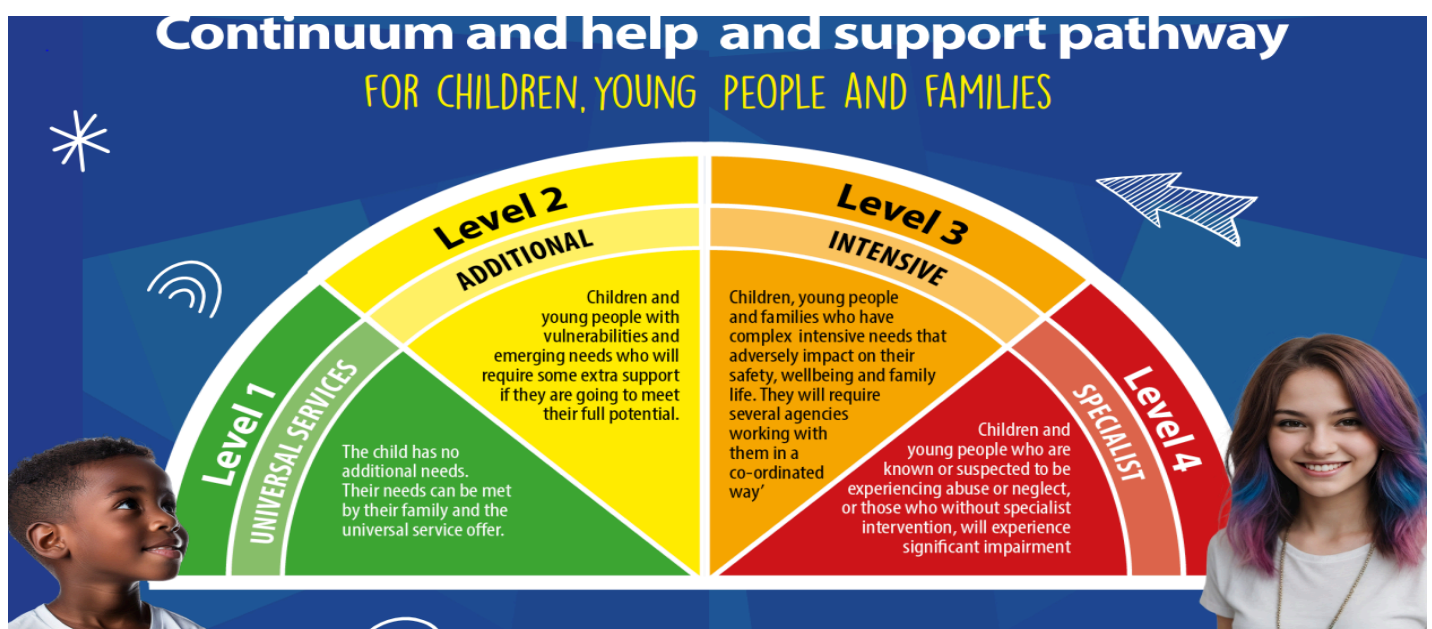 Continuum and help and support pathway
FOR CHILDREN, YOUNG PEOPLE AND FAMILIES
Level 1
UNIVERSAL SERVICES
The child has no
additional needs.
Their needs can be met
by their family and the
universal service offer.
Level 2
ADDITIONAL
Children and
young people with
vulnerabilities and
emerging needs who will
require some extra support
if they are going to meet
their full potential.
Level 3
INTENSIVE
Children, young people
and families who have
complex intensive needs that
adversely impact on their
safety, wellbeing and family
life. They will require
several agencies
working with
them in a
co-ordinated
way’
Level 4
SPECIALIST
Children and
young people who are
known or suspected to be
experiencing abuse or neglect,
or those who without specialist
intervention, will experience
significant impairment